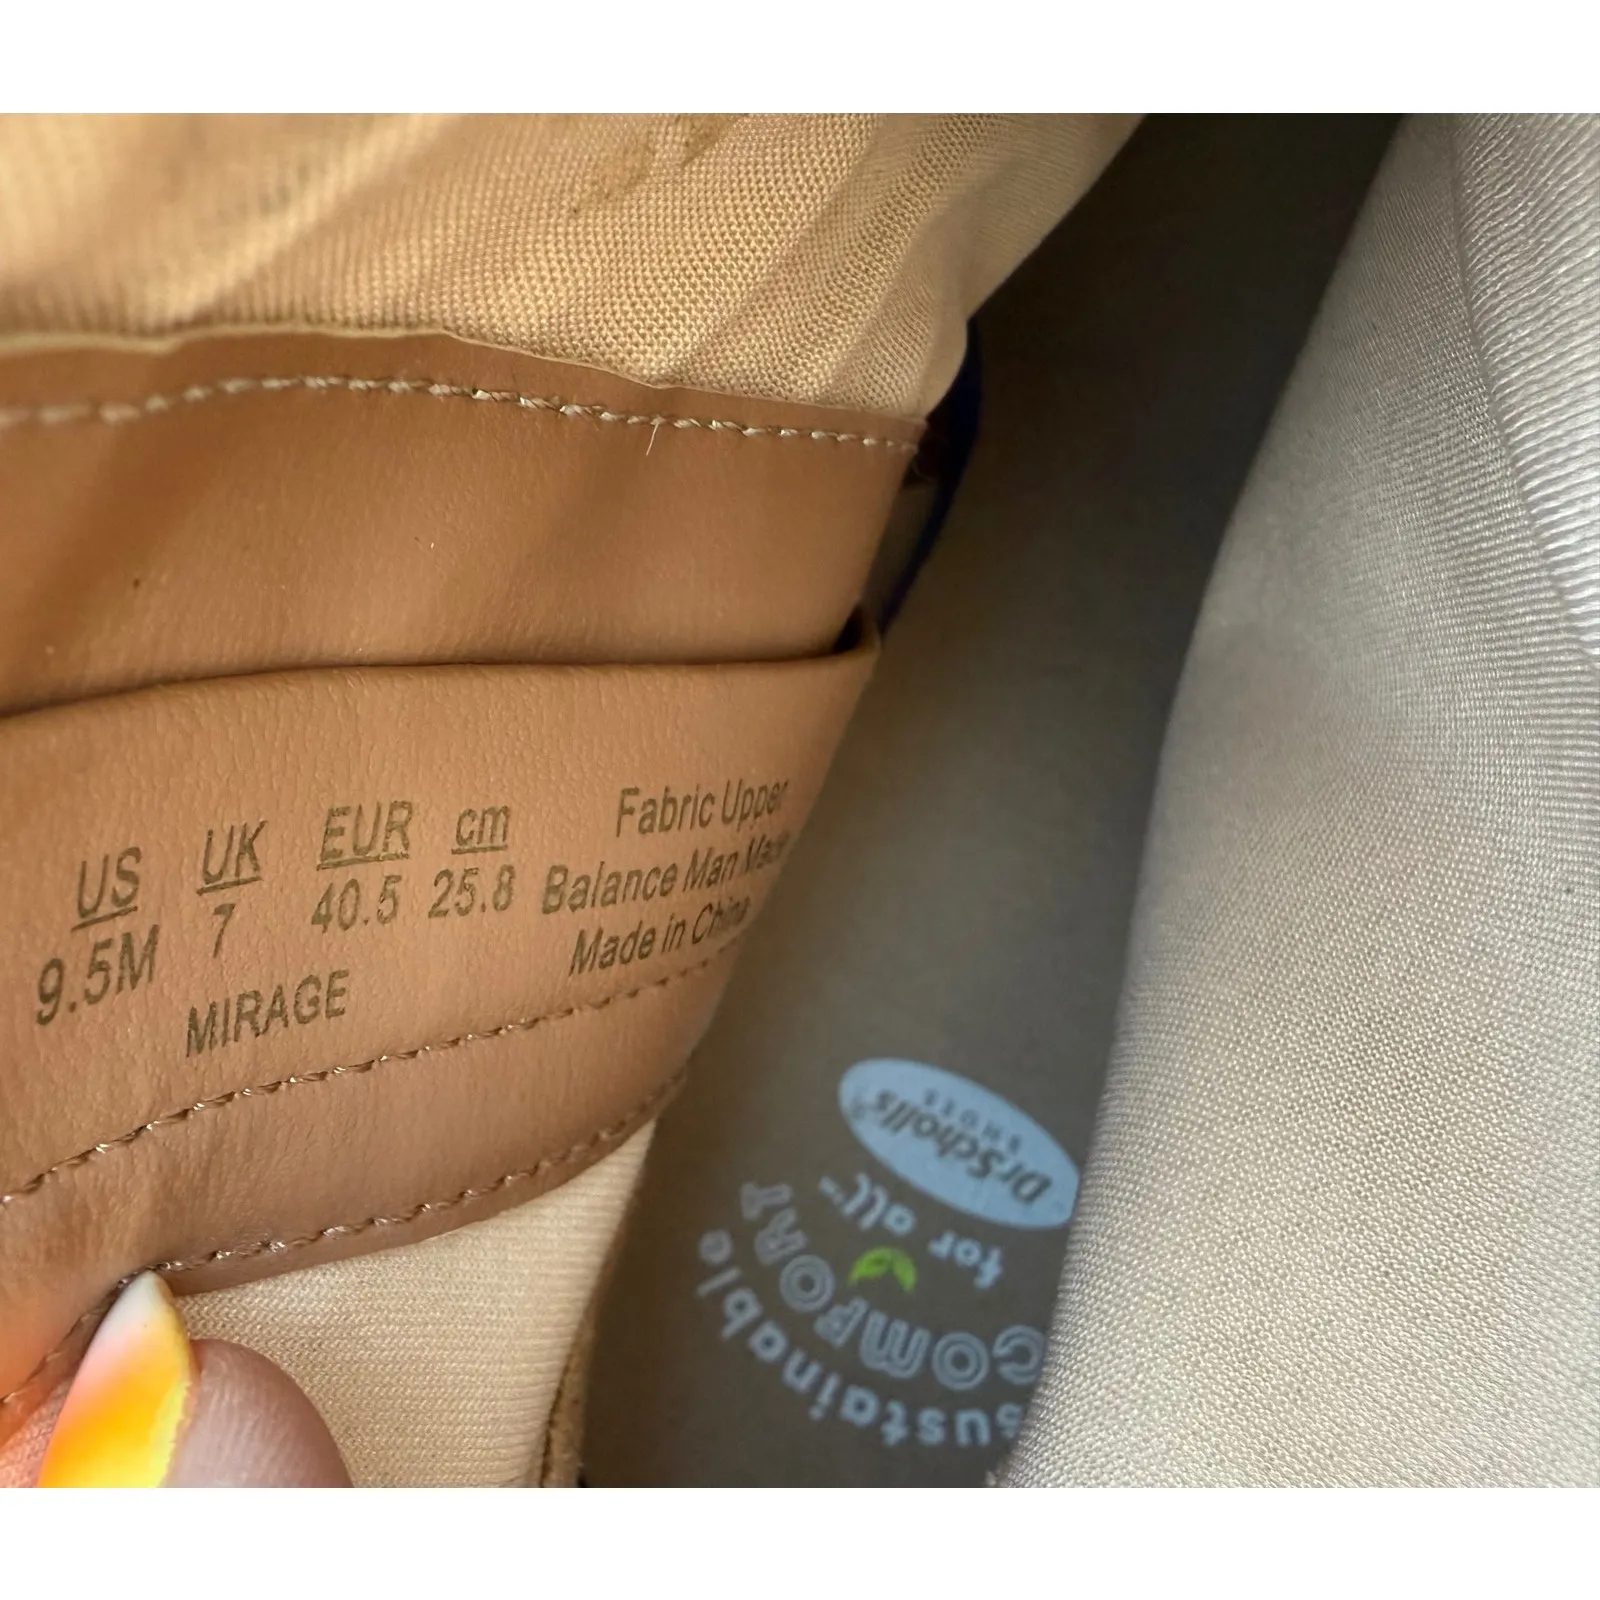 US UK EUR cm
9.5M 7 40.5 25.8
MIRAGE
Fabric Upper
Balance Man Made
Made in China
Dr.Scholl's®
SHOES
for all™
COMFORT
sustainable